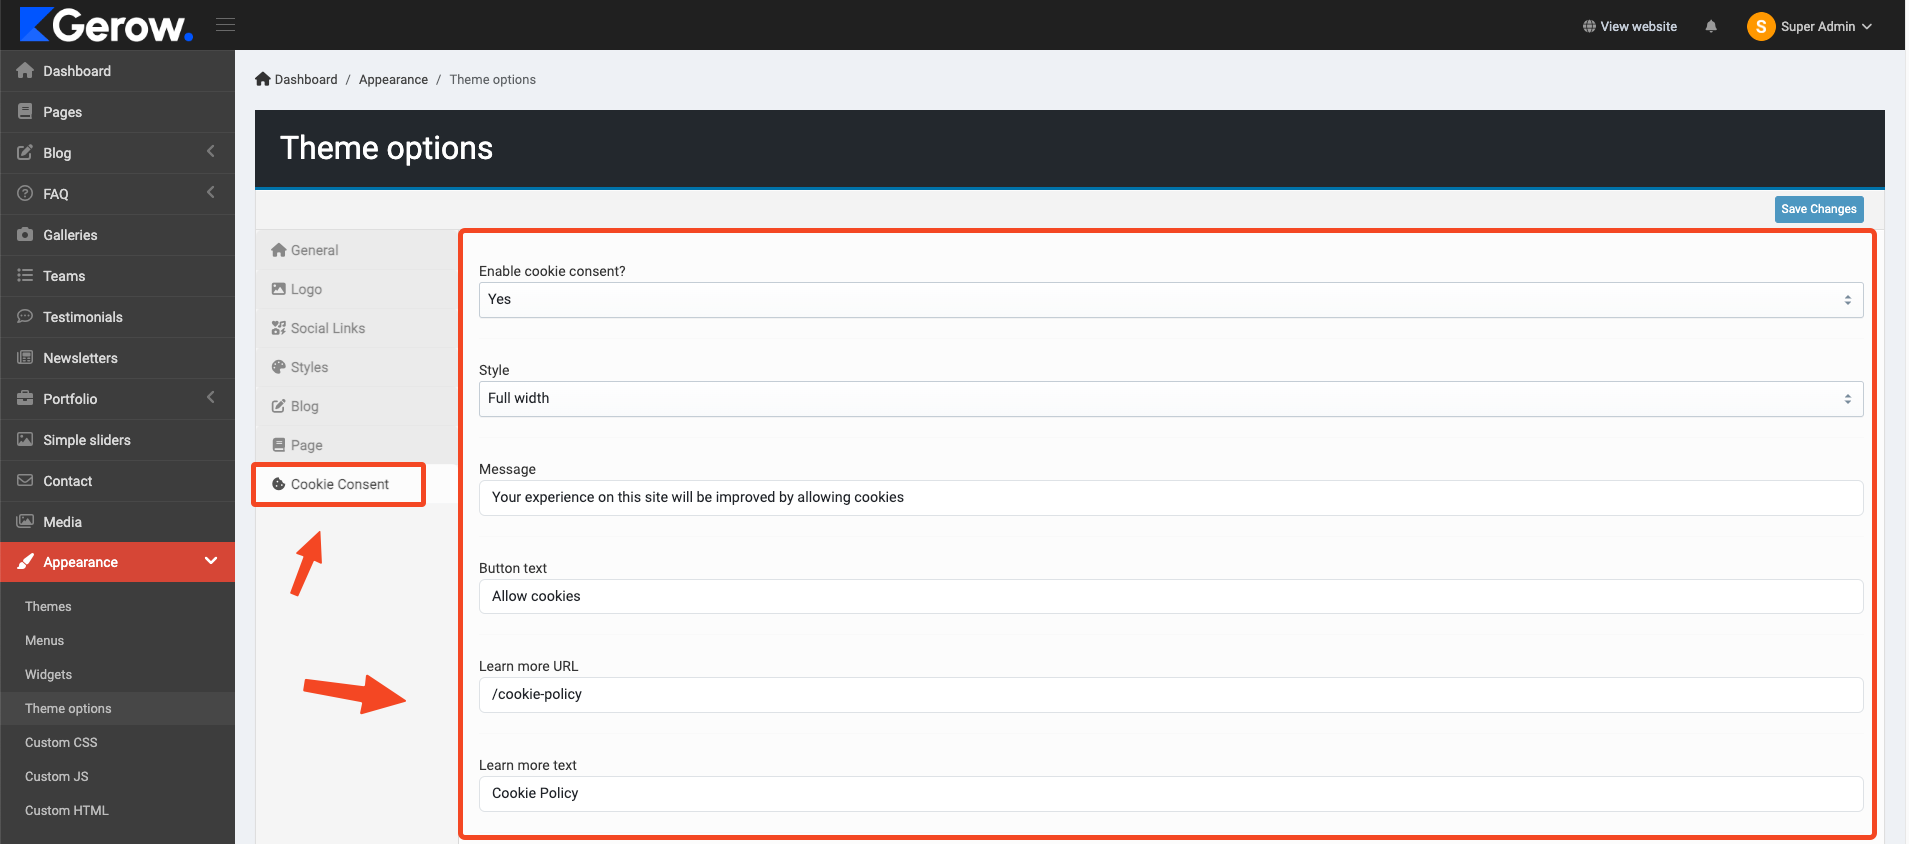 Gerow.
View website
S
Super Admin
Dashboard
Pages
Blog
FAQ
Galleries
Teams
Testimonials
Newsletters
Portfolio
Simple sliders
Contact
Media
Appearance
Themes
Menus
Widgets
Theme options
Custom CSS
Custom JS
Custom HTML
Dashboard / Appearance / Theme options
Theme options
Save Changes
General
Logo
Social Links
Styles
Blog
Page
Cookie Consent
Enable cookie consent?
Yes
Style
Full width
Message
Your experience on this site will be improved by allowing cookies
Button text
Allow cookies
Learn more URL
/cookie-policy
Learn more text
Cookie Policy